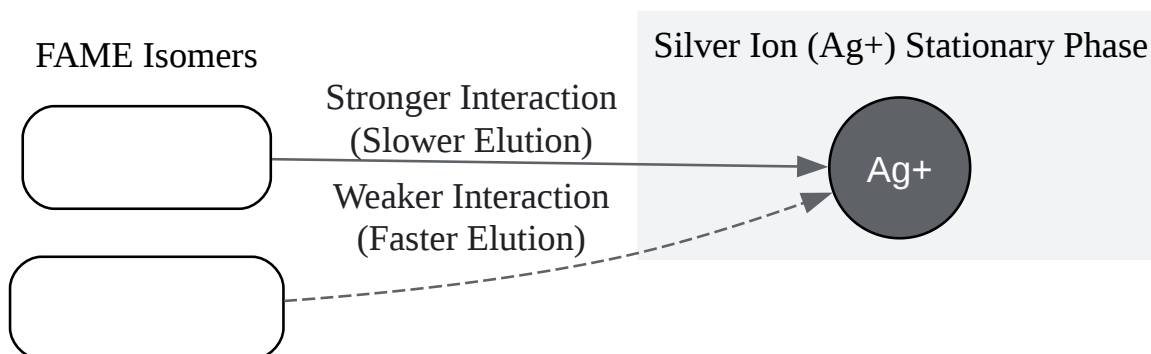 FAME Isomers
Silver Ion (Ag+) Stationary Phase
Stronger Interaction
(Slower Elution)
Ag+
Weaker Interaction
(Faster Elution)